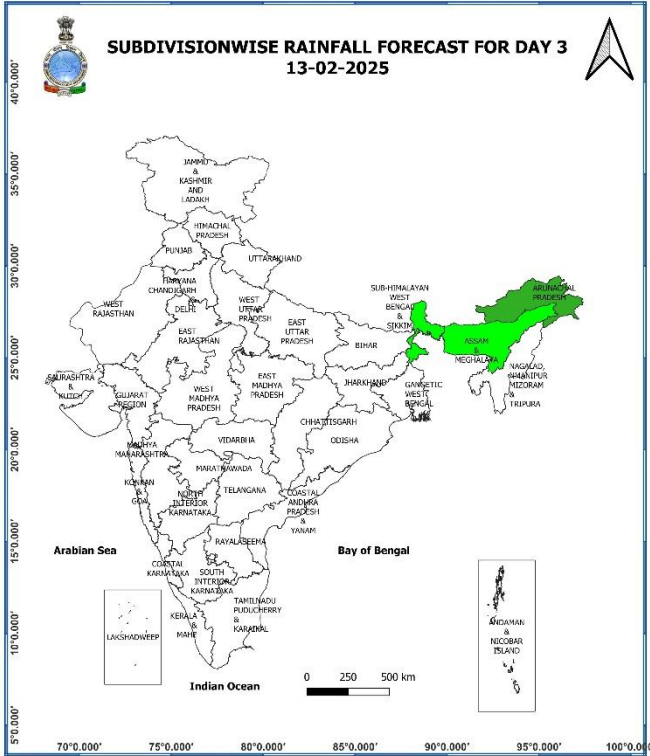 SUBDIVISIONWISE RAINFALL FORECAST FOR DAY 3
13-02-2025
40°0.000'
35°0.000'
30°0.000'
25°0.000'
20°0.000'
15°0.000'
10°0.000'
5°0.000'
JAMMU
&
KASHMIR
AND
LADAKH
HIMACHAL
PRADESH
PUNJAB
UTTARAKHAND
HARYANA
CHANDIGARH
&
DELHI
WEST
RAJASTHAN
WEST
UTTAR
PRADESH
EAST
RAJASTHAN
EAST
UTTAR
PRADESH
SUB-HIMALAYAN
WEST
BENGAL
&
SIKKIM
ARUNACHAL
PRADESH
BIHAR
ASSAM
&
MEGHALAYA
NAGALAD,
MANIPUR
MIZORAM
&
TRIPURA
SAURASHTRA
&
KUTCH
GUJARAT
REGION
WEST
MADHYA
PRADESH
EAST
MADHYA
PRADESH
JHARKHAND
GANGETIC
WEST
BENGAL
CHHATTISGARH
ODISHA
VIDARBHA
MADHYA
MAHARASHTRA
MARATHAWADA
KONKAN
&
GOA
NORTH
INTERIOR
KARNATAKA
TELANGANA
COASTAL
ANDHRA
PRADESH
&
YANAM
RAYALASEEMA
Arabian Sea
Bay of Bengal
COASTAL
KARNATAKA
SOUTH
INTERIOR
KARNATAKA
TAMILNADU
PUDUCHERRY
&
KARAIKAL
KERALA
&
MAHE
LAKSHADWEEP
ANDAMAN
&
NICOBAR
ISLAND
Indian Ocean
0 250 500 km
70°0.000' 75°0.000' 80°0.000' 85°0.000' 90°0.000' 95°0.000' 100°0.00